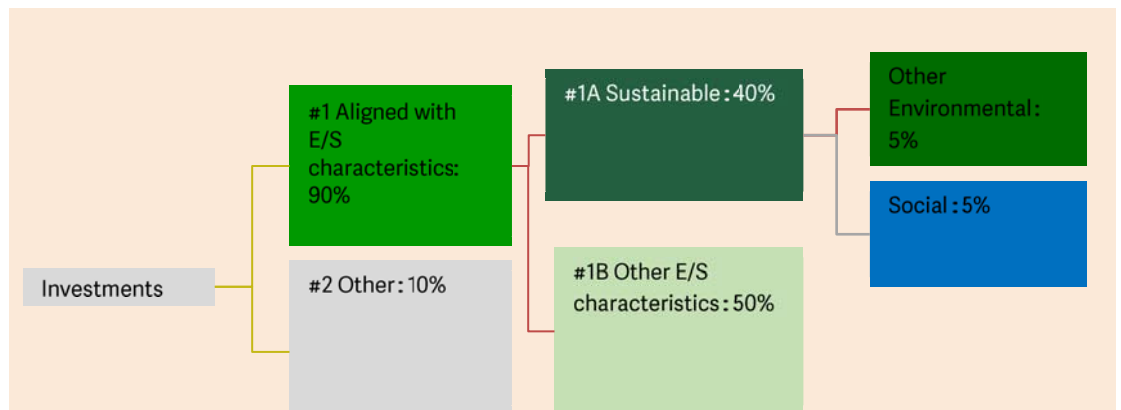 Investments
#1 Aligned with
E/S
characteristics:
90%
#2 Other: 10%
#1A Sustainable: 40%
#1B Other E/S
characteristics: 50%
Other
Environmental:
5%
Social: 5%